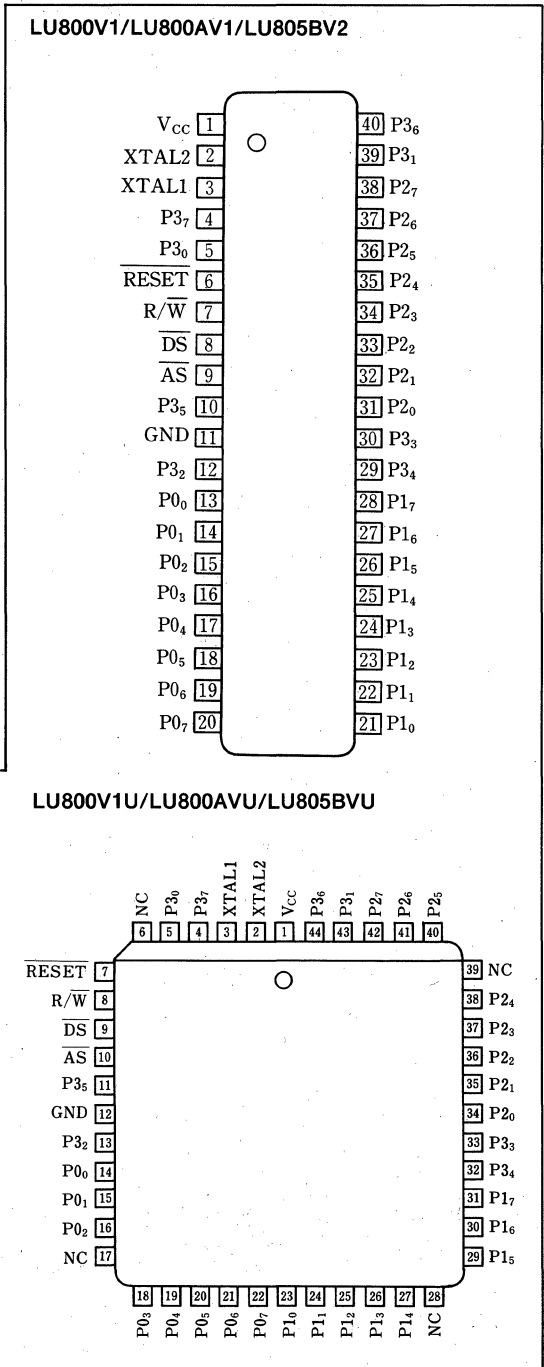 LU800V1/LU800AV1/LU805BV2
VCC 1 40 P36
XTAL2 2 39 P31
XTAL1 3 38 P27
P37 4 37 P26
P30 5 36 P25
RESET 6 35 P24
R/W 7 34 P23
DS 8 33 P22
AS 9 32 P21
P35 10 31 P20
GND 11 30 P33
P32 12 29 P34
P00 13 28 P17
P01 14 27 P16
P02 15 26 P15
P03 16 25 P14
P04 17 24 P13
P05 18 23 P12
P06 19 22 P11
P07 20 21 P10
LU800V1U/LU800AVU/LU805BVU
NC P30 P37 XTAL1 XTAL2 VCC P36 P31 P27 P26 P25
6 5 4 3 2 1 44 43 42 41 40
RESET 7 39 NC
R/W 8 38 P24
DS 9 37 P23
AS 10 36 P22
P35 11 35 P21
GND 12 34 P20
P32 13 33 P33
P00 14 32 P34
P01 15 31 P17
P02 16 30 P16
NC 17 29 P15
18 19 20 21 22 23 24 25 26 27 28
P03 P04 P05 P06 P07 P10 P11 P12 P13 P14 NC